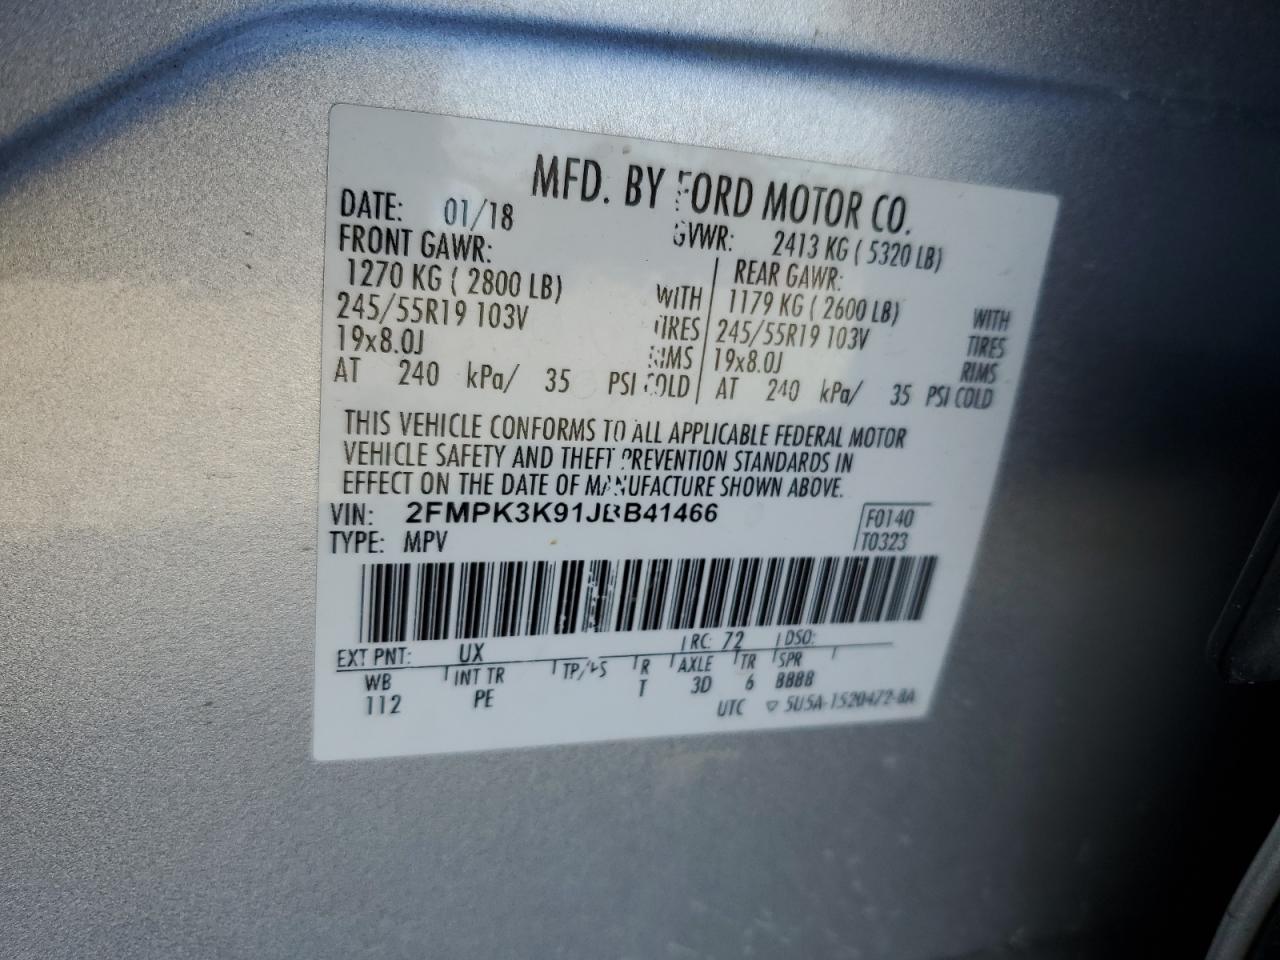 MFD. BY FORD MOTOR CO.
DATE: 01/18 GVWR: 2413 KG ( 5320 LB)
FRONT GAWR: REAR GAWR:
1270 KG ( 2800 LB) WITH 1179 KG ( 2600 LB) WITH
245/55R19 103V TIRES 245/55R19 103V TIRES
19x8.0J RIMS 19x8.0J RIMS
AT 240 kPa/ 35 PSI COLD AT 240 kPa/ 35 PSI COLD
THIS VEHICLE CONFORMS TO ALL APPLICABLE FEDERAL MOTOR
VEHICLE SAFETY AND THEFT PREVENTION STANDARDS IN
EFFECT ON THE DATE OF MANUFACTURE SHOWN ABOVE.
VIN: 2FMPK3K91JBB41466 F0140
TYPE: MPV T0323
EXT PNT: UX RC: 72 DSO:
WB INT TR TP/PS R AXLE TR SPR
112 PE T 3D 6 8888
UTC ▽ 5U5A-1520472-8A